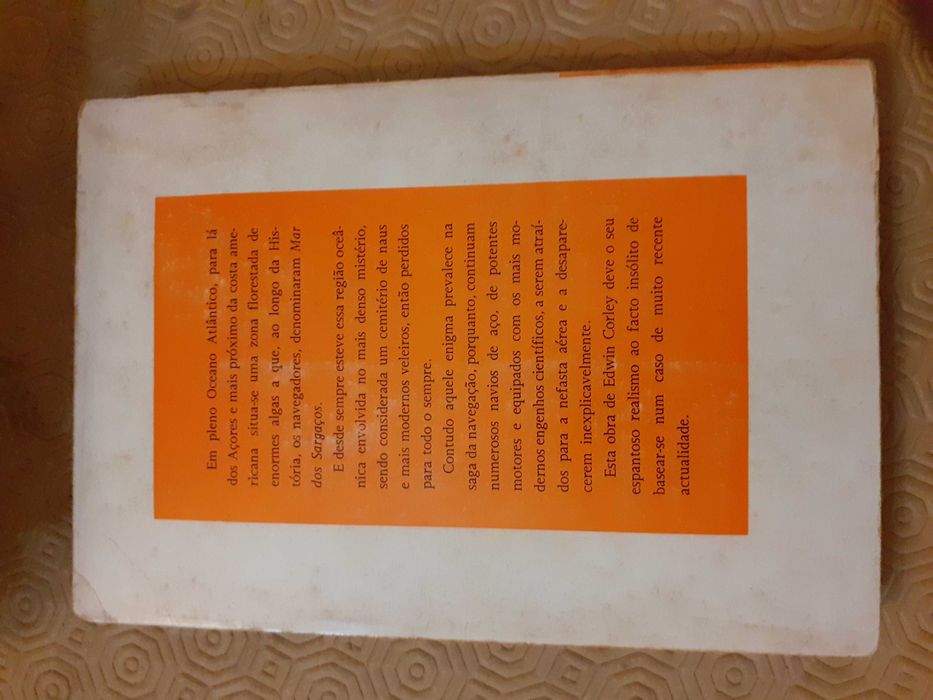 Em pleno Oceano Atlântico, para lá
dos Açores e mais próximo da costa ame-
ricana situa-se uma zona florestada de
enormes algas a que, ao longo da His-
tória, os navegadores, denominaram Mar
dos Sargaços.
E desde sempre esteve essa região oceâ-
nica envolvida no mais denso mistério,
sendo considerada um cemitério de naus
e mais modernos veleiros, então perdidos
para todo o sempre.
Contudo aquele enigma prevalece na
saga da navegação, porquanto, continuam
numerosos navios de aço, de potentes
motores e equipados com os mais mo-
dernos engenhos científicos, a serem atraí-
dos para a nefasta aérea e a desapare-
cerem inexplicavelmente.
Esta obra de Edwin Corley deve o seu
espantoso realismo ao facto insólito de
basear-se num caso de muito recente
actualidade.